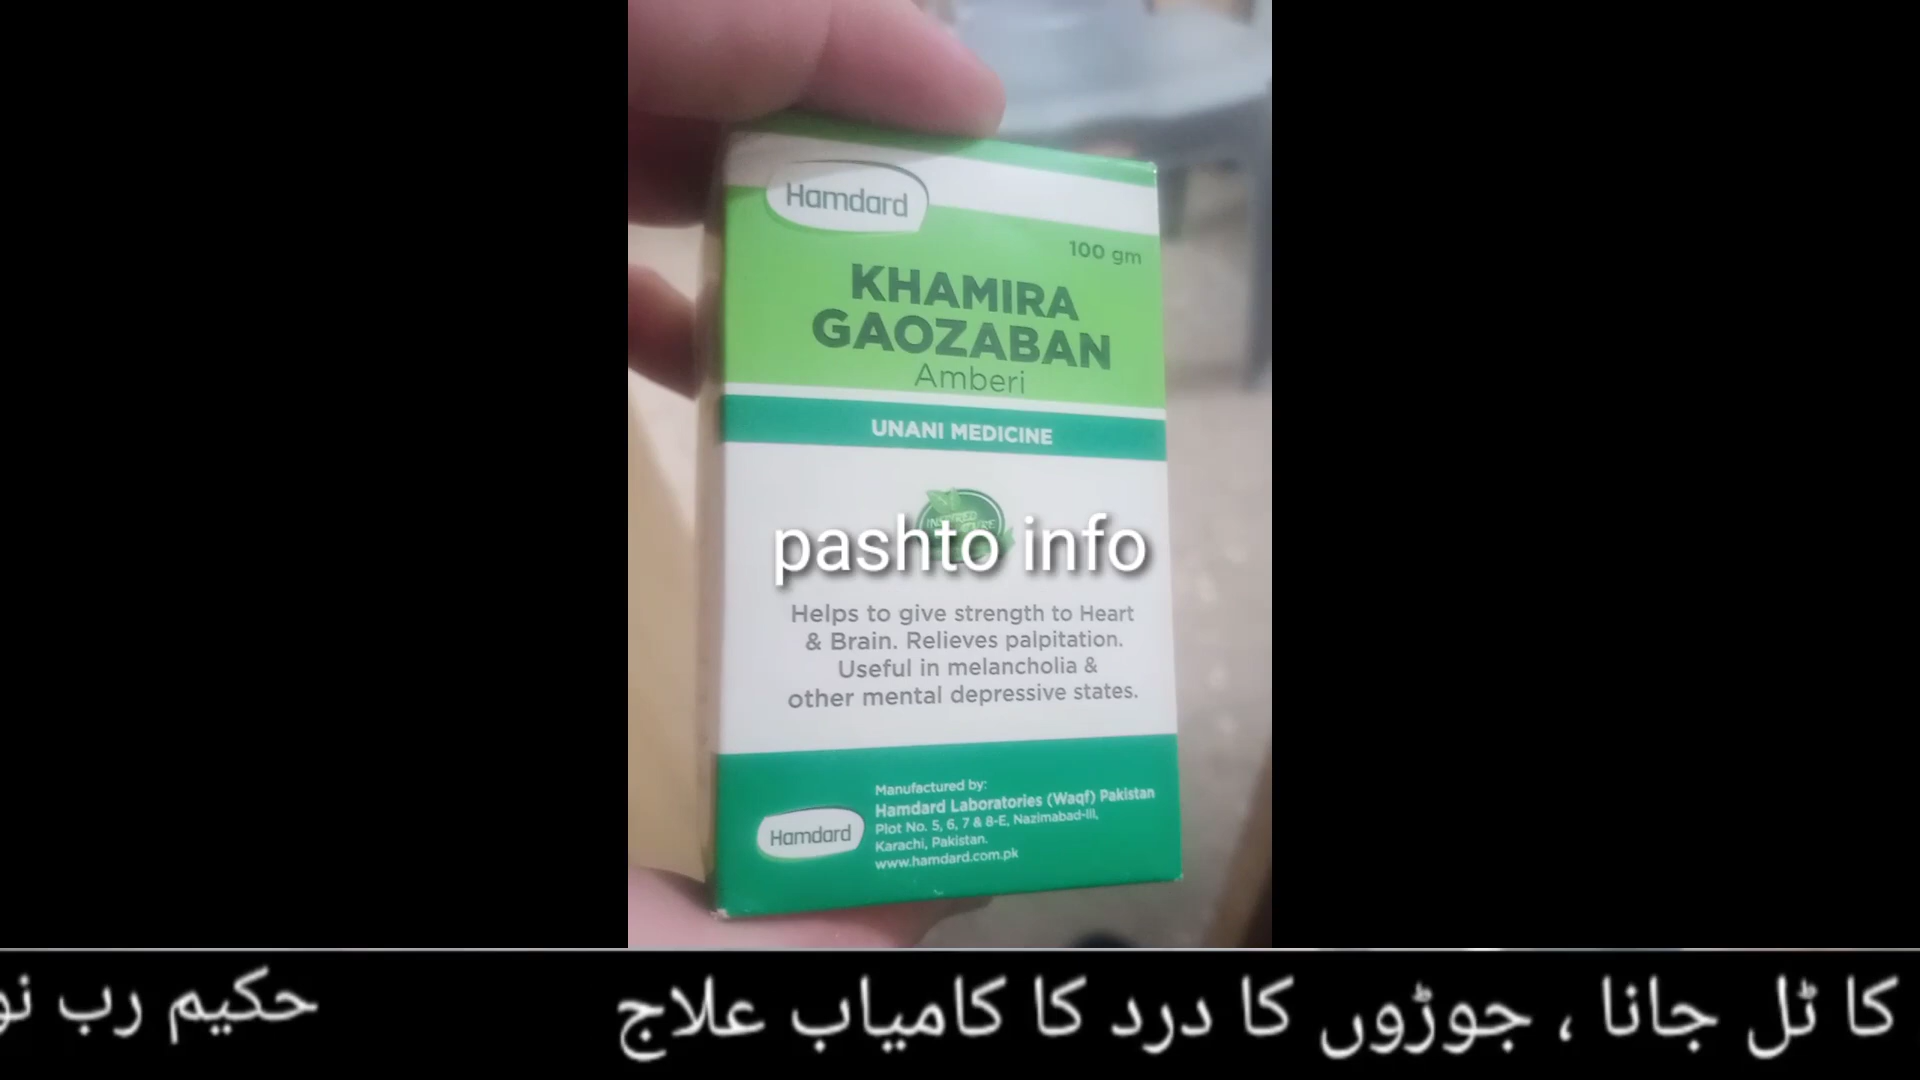 Hamdard
100 gm
KHAMIRA
GAOZABAN
Amberi
UNANI MEDICINE
INSPIRED
pashto info
Helps to give strength to Heart
& Brain. Relieves palpitation.
Useful in melancholia &
other mental depressive states.
Manufactured by:
Hamdard Laboratories (Waqf) Pakistan
Plot No. 5, 6, 7 & 8-E, Nazimabad-III,
Karachi, Pakistan.
www.hamdard.com.pk
Hamdard
کا ٹل جانا ، جوڑوں کا درد کا کامیاب علاج حکیم رب